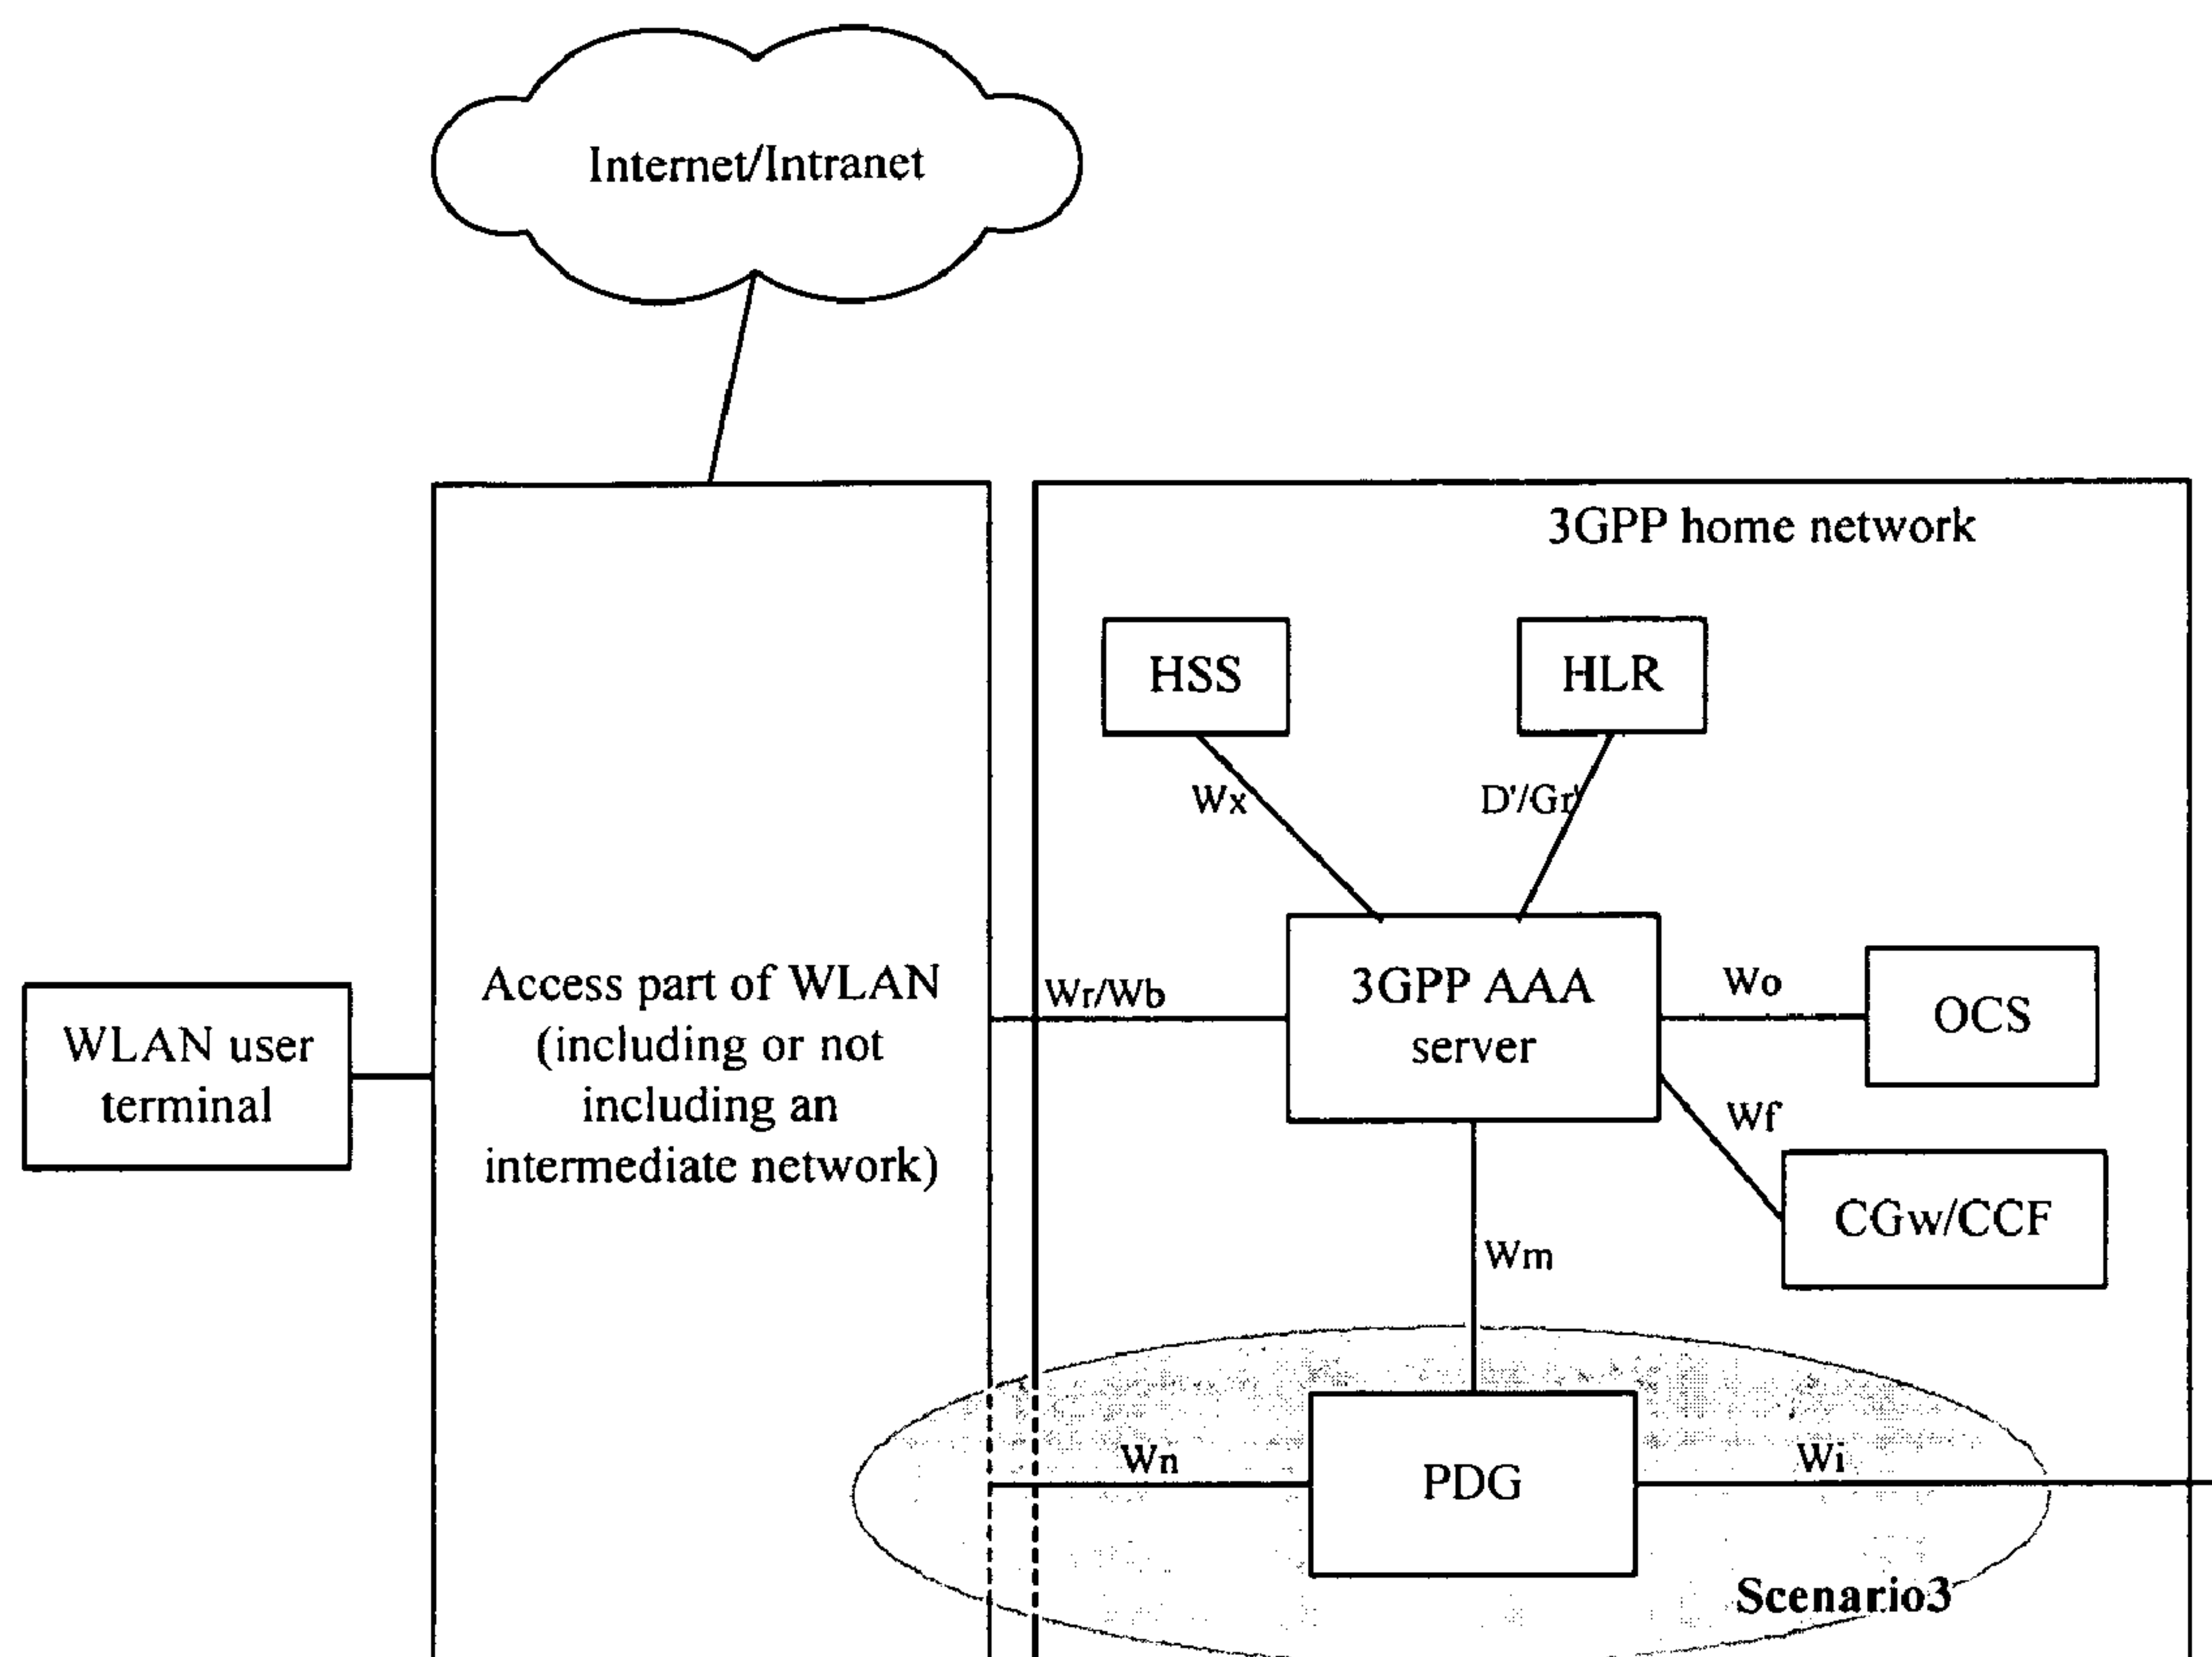 Internet/Intranet
3GPP home network
HSS
HLR
Wx
D'/Gr'
Access part of WLAN
(including or not
including an
intermediate network)
WLAN user
terminal
Wr/Wb
3GPP AAA
server
Wo
OCS
Wf
CGw/CCF
Wm
Wn
PDG
Wi
Scenario3